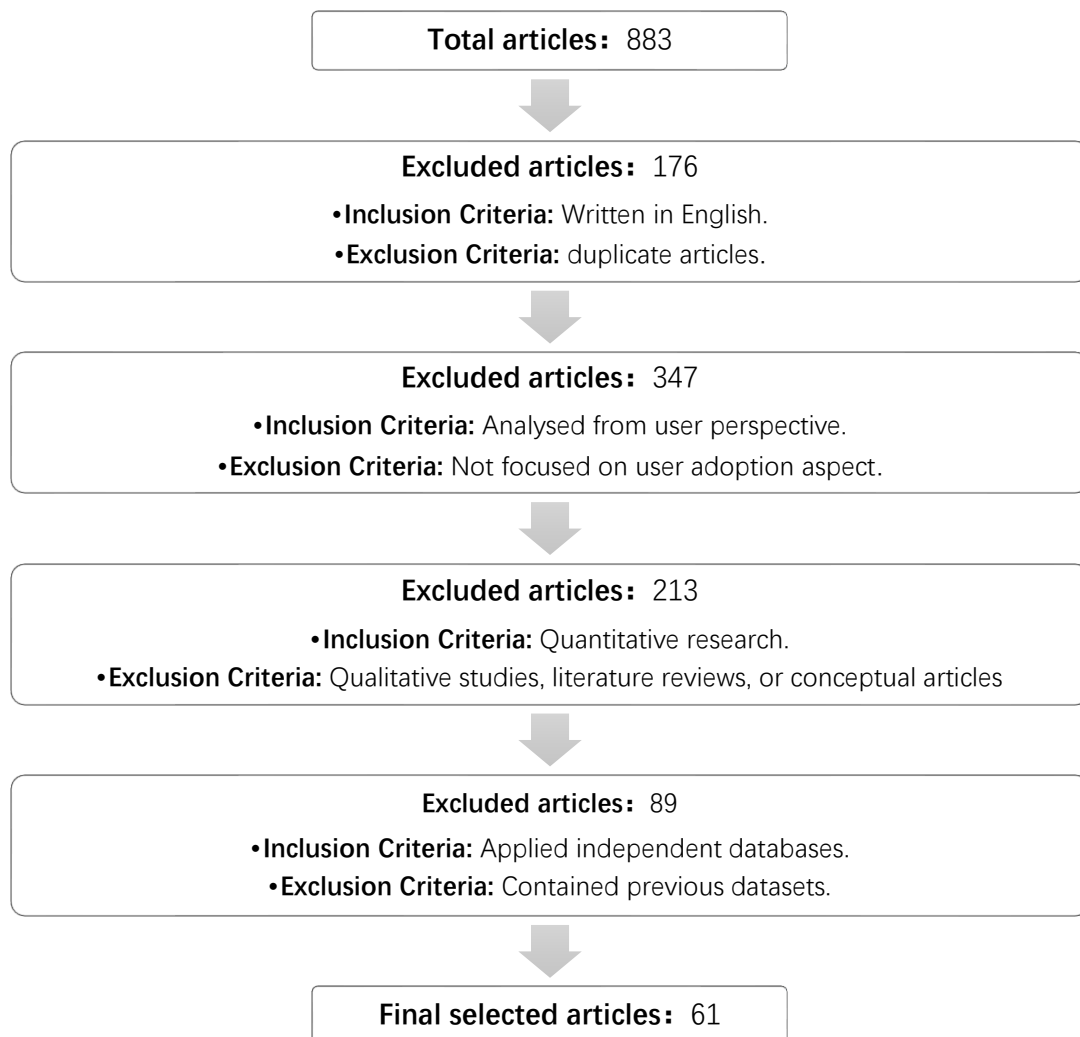 Total articles：883
Excluded articles：176
•Inclusion Criteria: Written in English.
•Exclusion Criteria: duplicate articles.
Excluded articles：347
•Inclusion Criteria: Analysed from user perspective.
•Exclusion Criteria: Not focused on user adoption aspect.
Excluded articles：213
•Inclusion Criteria: Quantitative research.
•Exclusion Criteria: Qualitative studies, literature reviews, or conceptual articles
Excluded articles：89
•Inclusion Criteria: Applied independent databases.
•Exclusion Criteria: Contained previous datasets.
Final selected articles：61